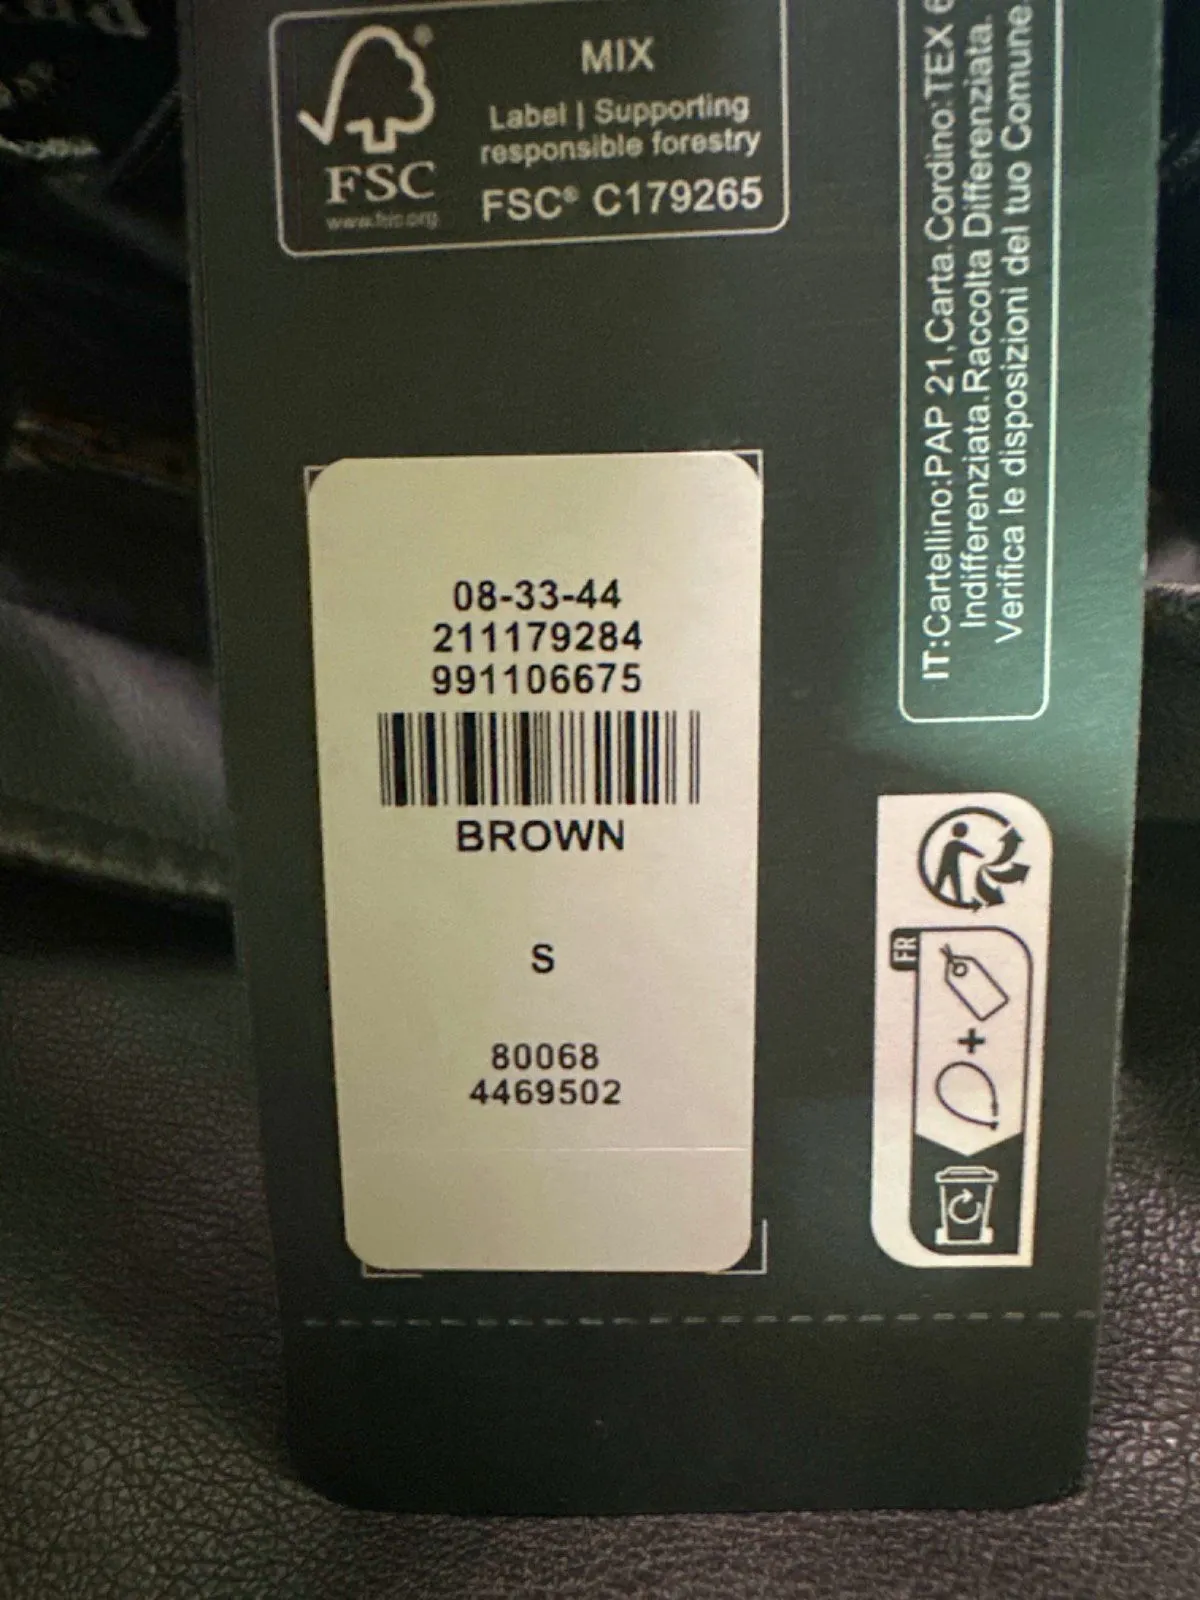 MIX
Label | Supporting
responsible forestry
FSC® C179265
FSC
www.fsc.org
08-33-44
211179284
991106675
BROWN
S
80068
4469502
IT:Cartellino:PAP 21,Carta.Cordino:TEX 6
Indifferenziata.Raccolta Differenziata.
Verifica le disposizioni del tuo Comune.
FR
+